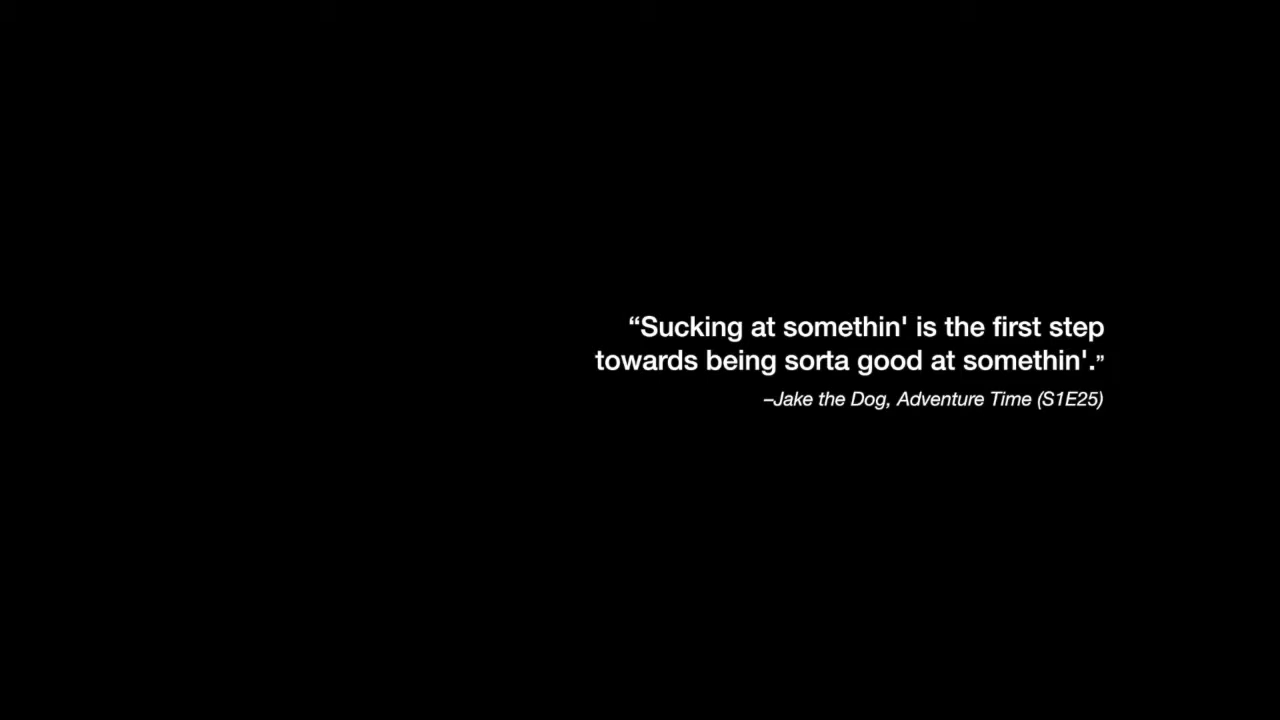 “Sucking at somethin' is the first step
towards being sorta good at somethin'.”
–Jake the Dog, Adventure Time (S1E25)